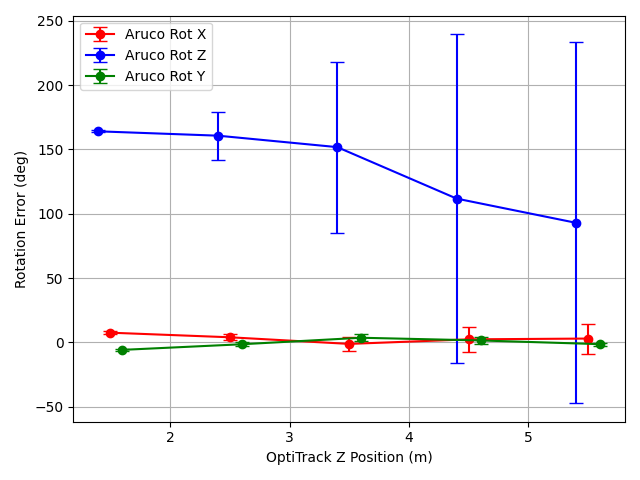 250
200
150
100
50
0
−50
Rotation Error (deg)
Aruco Rot X
Aruco Rot Z
Aruco Rot Y
2 3 4 5
OptiTrack Z Position (m)